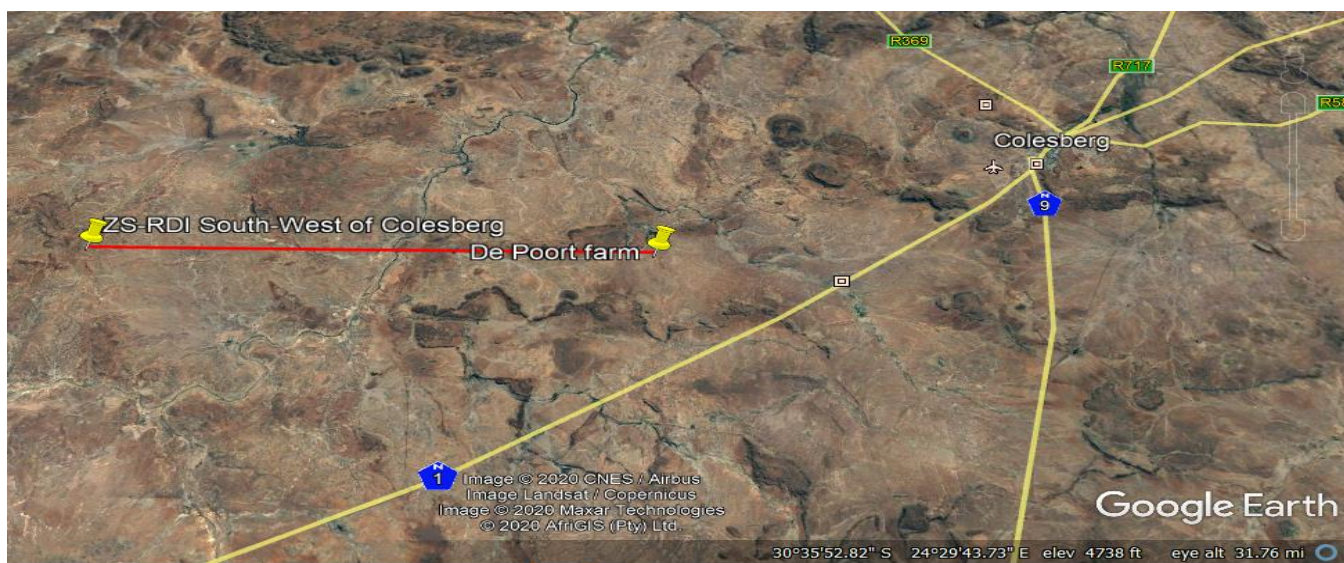 R369
R717
R58
Colesberg
9
ZS-RDI South-West of Colesberg
De Poort farm
N
1
Image © 2020 CNES / Airbus
Image Landsat / Copernicus
Image © 2020 Maxar Technologies
© 2020 AfriGIS (Pty) Ltd.
Google Earth
30°35'52.82" S 24°29'43.73" E elev 4738 ft eye alt 31.76 mi